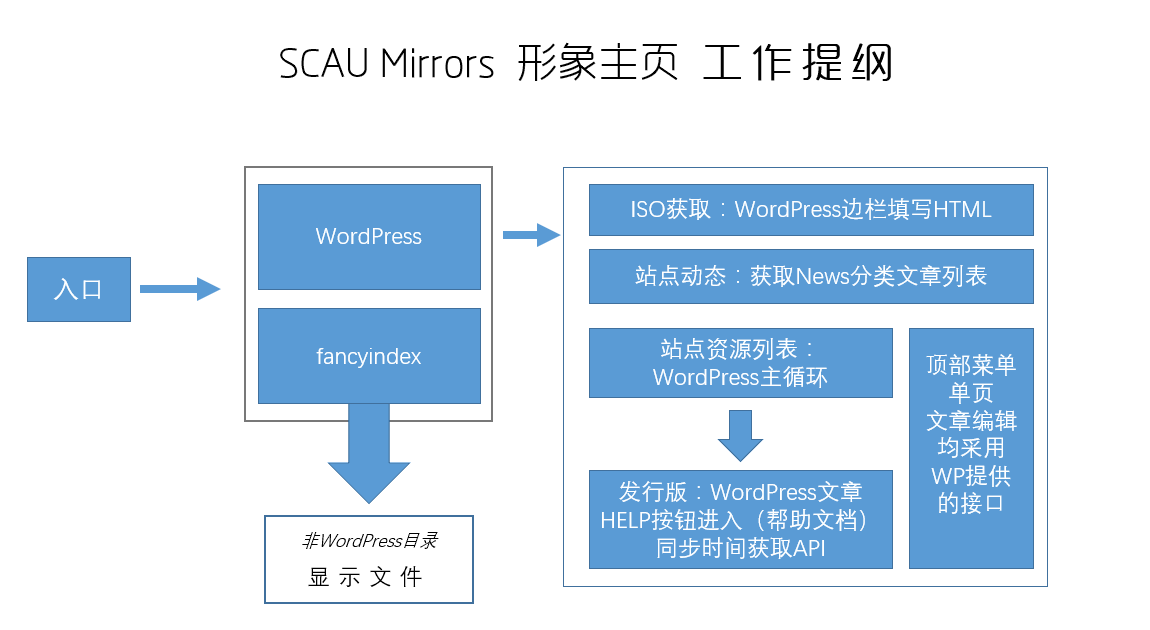 SCAU Mirrors 形象主页 工作提纲
入口
WordPress
fancyindex
非WordPress目录
显示文件
ISO获取：WordPress边栏填写HTML
站点动态：获取News分类文章列表
站点资源列表：
WordPress主循环
发行版：WordPress文章
HELP按钮进入（帮助文档）
同步时间获取API
顶部菜单
单页
文章编辑
均采用
WP提供
的接口